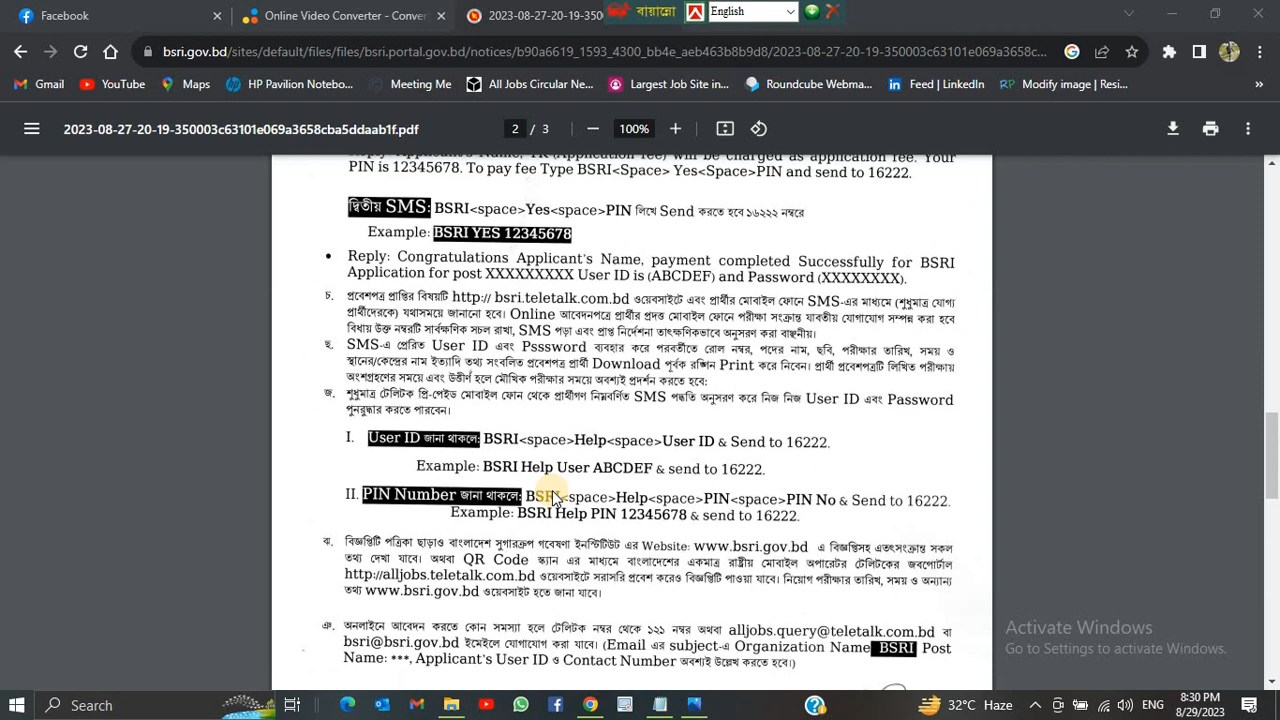 Facebook
Online Video Converter - Conver
2023-08-27-20-19-350
বায়ান্নো
English
bsri.gov.bd/sites/default/files/files/bsri.portal.gov.bd/notices/b90a6619_1593_4300_bb4e_aeb463b8b9d8/2023-08-27-20-19-350003c63101e069a3658c...
Gmail
YouTube
Maps
HP Pavilion Notebo...
Meeting Me
All Jobs Circular Ne...
Largest Job Site in...
Roundcube Webma...
Feed | LinkedIn
Modify image | Resi...
»
2023-08-27-20-19-350003c63101e069a3658cba5ddaab1f.pdf
2 / 3
100%
Reply Applicant's Name, TK (Application fee) will be charged as application fee. Your
PIN is 12345678. To pay fee Type BSRI<Space> Yes<Space>PIN and send to 16222.
দ্বিতীয় SMS: BSRI<space>Yes<space>PIN লিখে Send করতে হবে ১৬২২২ নম্বরে
Example: BSRI YES 12345678
• Reply: Congratulations Applicant's Name, payment completed Successfully for BSRI
Application for post XXXXXXXXX User ID is (ABCDEF) and Password (XXXXXXXX).
চ. প্রবেশপত্র প্রাপ্তির বিষয়টি http:// bsri.teletalk.com.bd ওয়েবসাইটে এবং প্রার্থীর মোবাইল ফোনে SMS-এর মাধ্যমে (শুধুমাত্র যোগ্য
প্রার্থীদেরকে) যথাসময়ে জানানো হবে। Online আবেদনপত্রে প্রার্থীর প্রদত্ত মোবাইল ফোনে পরীক্ষা সংক্রান্ত যাবতীয় যোগাযোগ সম্পন্ন করা হবে
বিধায় উক্ত নম্বরটি সার্বক্ষণিক সচল রাখা, SMS পড়া এবং প্রাপ্ত নির্দেশনা তাৎক্ষণিকভাবে অনুসরণ করা বাঞ্ছনীয়।
ছ. SMS-এ প্রেরিত User ID এবং Psssword ব্যবহার করে পরবর্তীতে রোল নম্বর, পদের নাম, ছবি, পরীক্ষার তারিখ, সময় ও
স্থানের/কেন্দ্রের নাম ইত্যাদি তথ্য সংবলিত প্রবেশপত্র প্রার্থী Download পূর্বক রঙ্গিন Print করে নিবেন। প্রার্থী প্রবেশপত্রটি লিখিত পরীক্ষায়
অংশগ্রহণের সময়ে এবং উত্তীর্ণ হলে মৌখিক পরীক্ষার সময়ে অবশ্যই প্রদর্শন করতে হবে:
জ. শুধুমাত্র টেলিটক প্রি-পেইড মোবাইল ফোন থেকে প্রার্থীগণ নিম্নবর্ণিত SMS পদ্ধতি অনুসরণ করে নিজ নিজ User ID এবং Password
পুনরুদ্ধার করতে পারবেন।
I. User ID জানা থাকলে: BSRI<space>Help<space>User ID & Send to 16222.
Example: BSRI Help User ABCDEF & send to 16222.
II. PIN Number জানা থাকলে: BSRI<space>Help<space>PIN<space>PIN No & Send to 16222.
Example: BSRI Help PIN 12345678 & send to 16222.
ঝ. বিজ্ঞপ্তিটি পত্রিকা ছাড়াও বাংলাদেশ সুগারক্রপ গবেষণা ইনস্টিটিউট এর Website: www.bsri.gov.bd এ বিজ্ঞপ্তিসহ এতৎসংক্রান্ত সকল
তথ্য দেখা যাবে। অথবা QR Code স্ক্যান এর মাধ্যমে বাংলাদেশের একমাত্র রাষ্ট্রীয় মোবাইল অপারেটর টেলিটকের জবপোর্টাল
http://alljobs.teletalk.com.bd ওয়েবসাইটে সরাসরি প্রবেশ করেও বিজ্ঞপ্তিটি পাওয়া যাবে। নিয়োগ পরীক্ষার তারিখ, সময় ও অন্যান্য
তথ্য www.bsri.gov.bd ওয়েবসাইট হতে জানা যাবে।
ঞ. অনলাইনে আবেদন করতে কোন সমস্যা হলে টেলিটক নম্বর থেকে ১২১ নম্বর অথবা alljobs.query@teletalk.com.bd বা
bsri@bsri.gov.bd ইমেইলে যোগাযোগ করা যাবে। (Email এর subject-এ Organization Name BSRI Post
Name: ***, Applicant's User ID ও Contact Number অবশ্যই উল্লেখ করতে হবে।)
Activate Windows
Go to Settings to activate Windows.
Search
32°C Haze
ENG
8:30 PM
8/29/2023